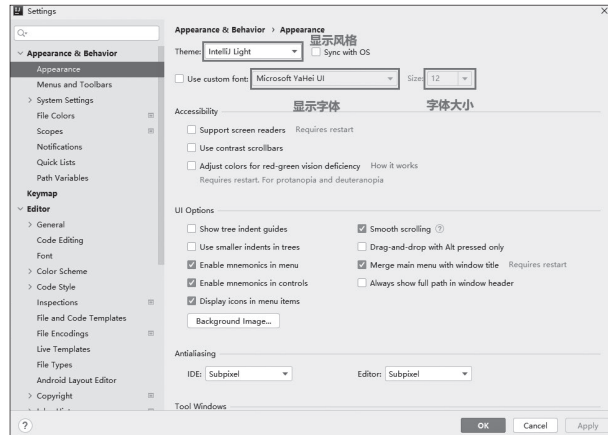 Settings
Appearance & Behavior
Appearance
Menus and Toolbars
System Settings
File Colors
Scopes
Notifications
Quick Lists
Path Variables
Keymap
Editor
General
Code Editing
Font
Color Scheme
Code Style
Inspections
File and Code Templates
File Encodings
Live Templates
File Types
Android Layout Editor
Copyright
Appearance & Behavior › Appearance
显示风格
Theme: IntelliJ Light Sync with OS
Use custom font: Microsoft YaHei UI Size: 12
显示字体 字体大小
Accessibility
Support screen readers Requires restart
Use contrast scrollbars
Adjust colors for red-green vision deficiency How it works
Requires restart. For protanopia and deuteranopia
UI Options
Show tree indent guides Smooth scrolling ?
Use smaller indents in trees Drag-and-drop with Alt pressed only
Enable mnemonics in menu Merge main menu with window title Requires restart
Enable mnemonics in controls Always show full path in window header
Display icons in menu items
Background Image...
Antialiasing
IDE: Subpixel Editor: Subpixel
Tool Windows
? OK Cancel Apply